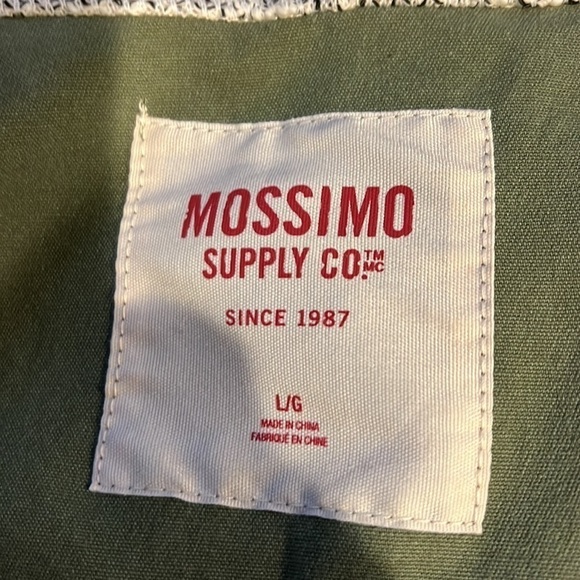 MOSSIMO
SUPPLY CO.™ MC
SINCE 1987
L/G
MADE IN CHINA
FABRIQUÉ EN CHINE